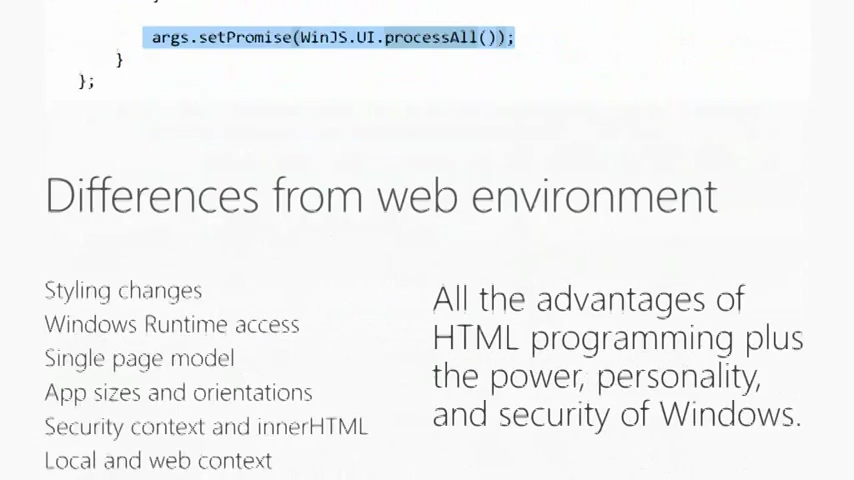 args.setPromise(WinJS.UI.processAll());
}
};
Differences from web environment
Styling changes
Windows Runtime access
Single page model
App sizes and orientations
Security context and innerHTML
Local and web context
All the advantages of
HTML programming plus
the power, personality,
and security of Windows.